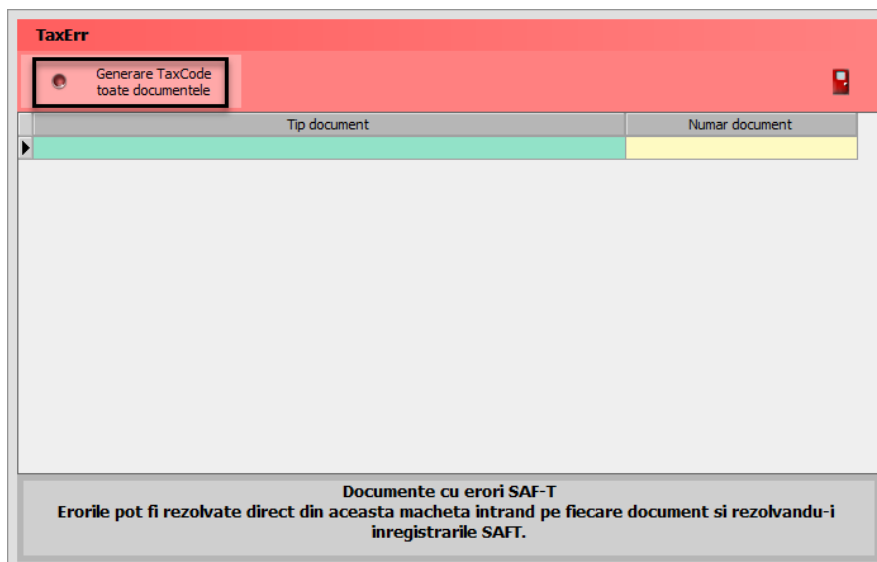 TaxErr
Generare TaxCode
toate documentele
Tip document
Numar document
Documente cu erori SAF-T
Erorile pot fi rezolvate direct din aceasta macheta intrand pe fiecare document si rezolvandu-i
inregistrarile SAFT.